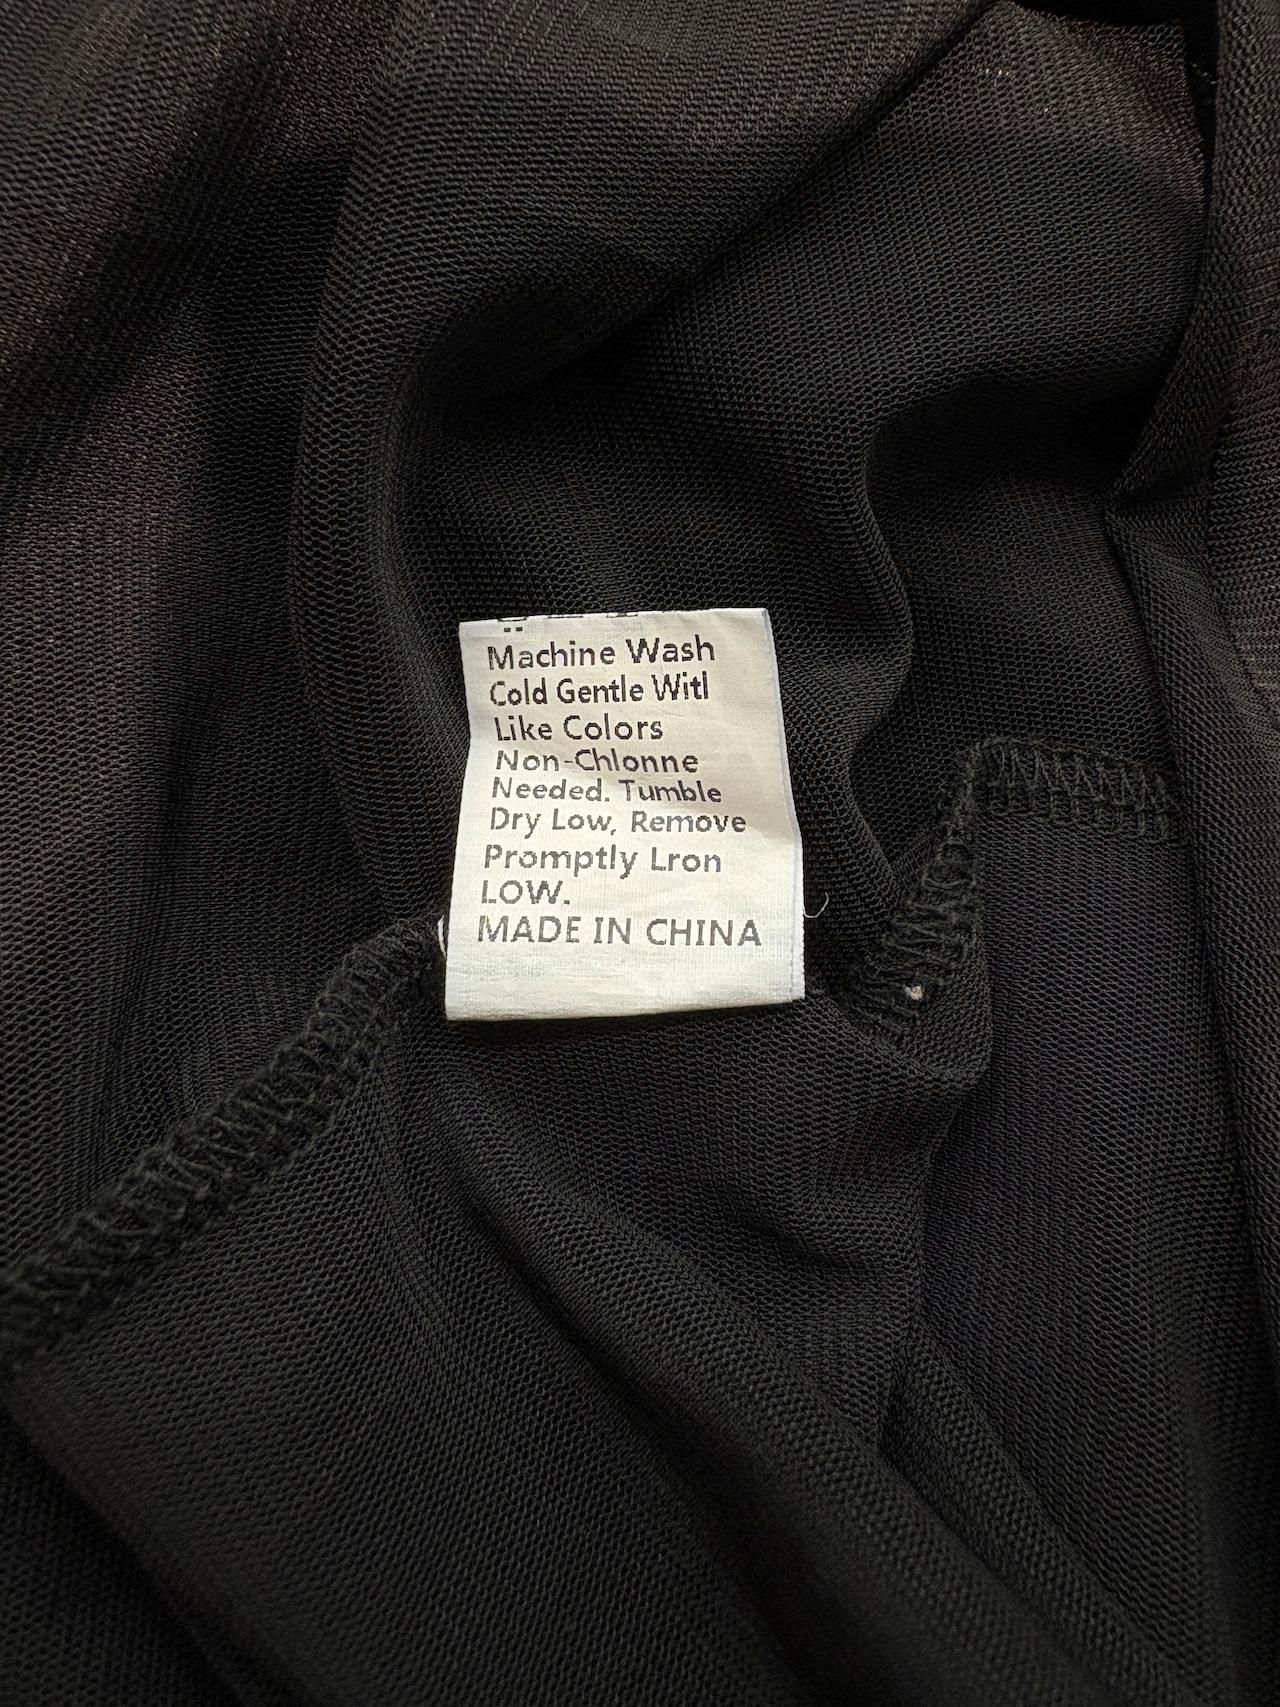 Machine Wash
Cold Gentle Witl
Like Colors
Non-Chlonne
Needed. Tumble
Dry Low, Remove
Promptly Lron
LOW.
MADE IN CHINA